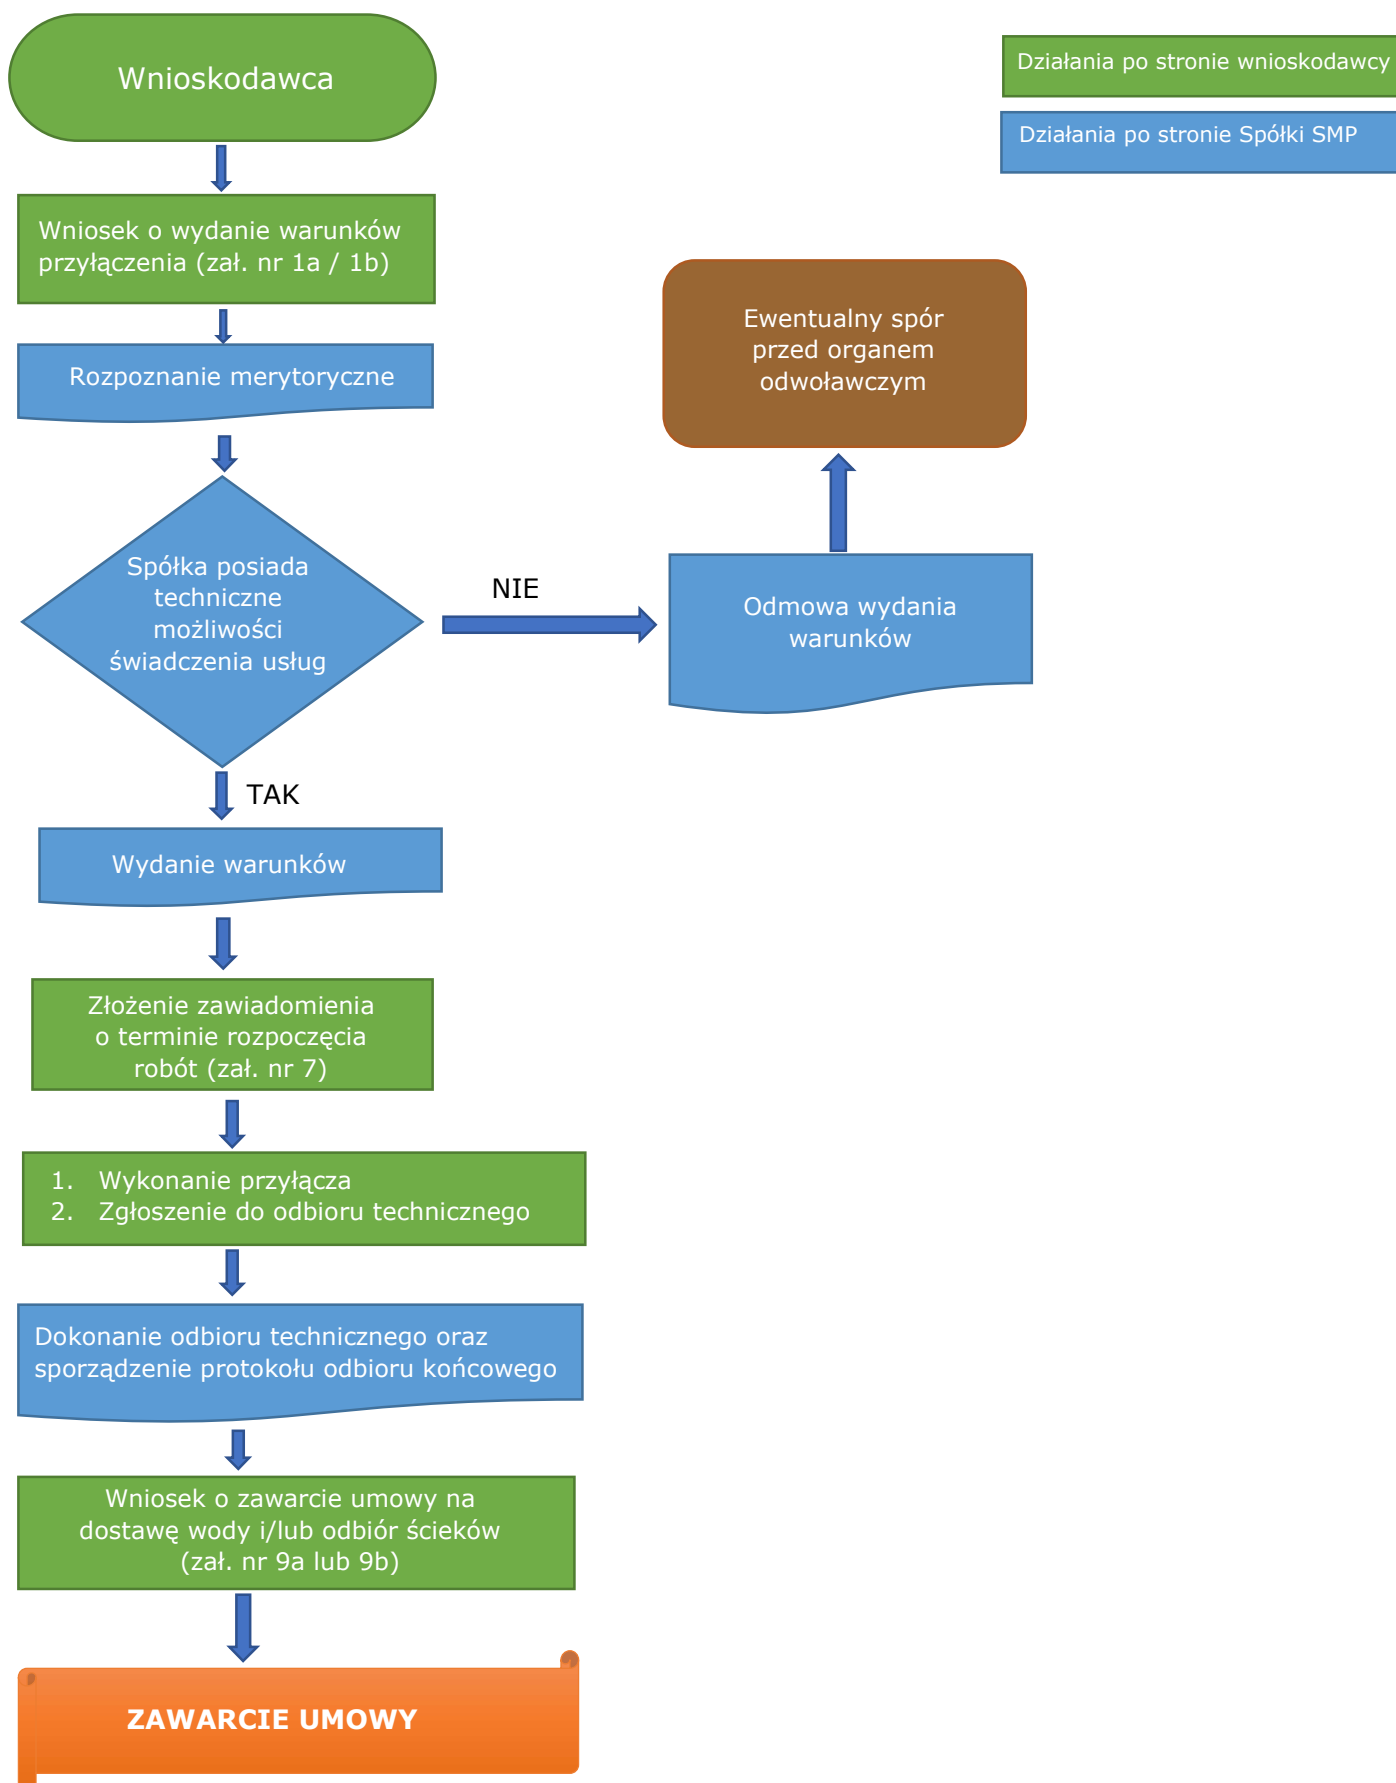 Wnioskodawca
Działania po stronie wnioskodawcy
Działania po stronie Spółki SMP
Wniosek o wydanie warunków
przyłączenia (zał. nr 1a / 1b)
Rozpoznanie merytoryczne
Ewentualny spór
przed organem
odwoławczym
Spółka posiada
techniczne
możliwości
świadczenia usług
NIE
Odmowa wydania
warunków
TAK
Wydanie warunków
Złożenie zawiadomienia
o terminie rozpoczęcia
robót (zał. nr 7)
1. Wykonanie przyłącza
2. Zgłoszenie do odbioru technicznego
Dokonanie odbioru technicznego oraz
sporządzenie protokołu odbioru końcowego
Wniosek o zawarcie umowy na
dostawę wody i/lub odbiór ścieków
(zał. nr 9a lub 9b)
ZAWARCIE UMOWY